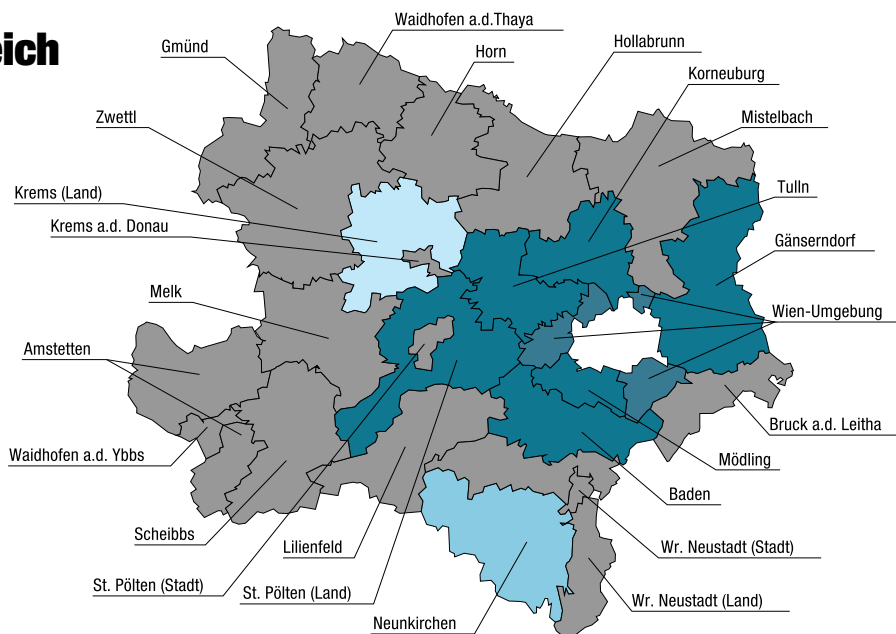 eich
Waidhofen a.d.Thaya
Gmünd
Horn
Hollabrunn
Korneuburg
Zwettl
Mistelbach
Krems (Land)
Tulln
Krems a.d. Donau
Gänserndorf
Melk
Wien-Umgebung
Amstetten
Bruck a.d. Leitha
Waidhofen a.d. Ybbs
Mödling
Baden
Scheibbs
Lilienfeld
Wr. Neustadt (Stadt)
St. Pölten (Stadt)
St. Pölten (Land)
Wr. Neustadt (Land)
Neunkirchen